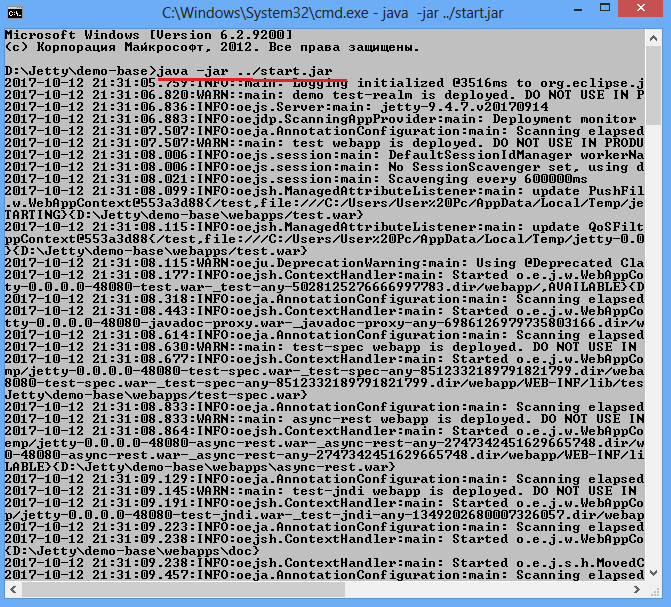 C:\Windows\System32\cmd.exe - java -jar ../start.jar
Microsoft Windows [Version 6.2.9200]
(c) Корпорация Майкрософт, 2012. Все права защищены.
D:\Jetty\demo-base>java -jar ../start.jar
2017-10-12 21:31:05.759:INFO::main: Logging initialized @3516ms to org.eclipse.j
2017-10-12 21:31:06.820:WARN::main: demo test-realm is deployed. DO NOT USE IN P
2017-10-12 21:31:06.836:INFO:oejs.Server:main: jetty-9.4.7.v20170914
2017-10-12 21:31:06.883:INFO:oejdp.ScanningAppProvider:main: Deployment monitor
2017-10-12 21:31:07.507:INFO:oeja.AnnotationConfiguration:main: Scanning elapsed
2017-10-12 21:31:07.507:WARN::main: test webapp is deployed. DO NOT USE IN PRODU
2017-10-12 21:31:08.006:INFO:oejs.session:main: DefaultSessionIdManager workerNa
2017-10-12 21:31:08.006:INFO:oejs.session:main: No SessionScavenger set, using d
2017-10-12 21:31:08.021:INFO:oejs.session:main: Scavenging every 600000ms
2017-10-12 21:31:08.099:INFO:oejsh.ManagedAttributeListener:main: update PushFil
.w.WebAppContext@553a3d88{/test,file:///C:/Users/User%20Pc/AppData/Local/Temp/je
TARTING}{D:\Jetty\demo-base\webapps/test.war}
2017-10-12 21:31:08.115:INFO:oejsh.ManagedAttributeListener:main: update QoSFilt
ppContext@553a3d88{/test,file:///C:/Users/User%20Pc/AppData/Local/Temp/jetty-0.0
}{D:\Jetty\demo-base\webapps/test.war}
2017-10-12 21:31:08.115:WARN:oeju.DeprecationWarning:main: Using @Deprecated Cla
2017-10-12 21:31:08.177:INFO:oejsh.ContextHandler:main: Started o.e.j.w.WebAppCo
ty-0.0.0.0-48080-test.war-_test-any-5028125276666997783.dir/webapp/,AVAILABLE}{D
2017-10-12 21:31:08.318:INFO:oeja.AnnotationConfiguration:main: Scanning elapsed
2017-10-12 21:31:08.443:INFO:oejsh.ContextHandler:main: Started o.e.j.w.WebAppCo
tty-0.0.0.0-48080-javadoc-proxy.war-_javadoc-proxy-any-6986126979735803166.dir/w
2017-10-12 21:31:08.614:INFO:oeja.AnnotationConfiguration:main: Scanning elapsed
2017-10-12 21:31:08.630:WARN::main: test-spec webapp is deployed. DO NOT USE IN
2017-10-12 21:31:08.677:INFO:oejsh.ContextHandler:main: Started o.e.j.w.WebAppCo
mp/jetty-0.0.0.0-48080-test-spec.war-_test-spec-any-8512332189791821799.dir/weba
8080-test-spec.war-_test-spec-any-8512332189791821799.dir/webapp/WEB-INF/lib/tes
Jetty\demo-base\webapps/test-spec.war}
2017-10-12 21:31:08.833:INFO:oeja.AnnotationConfiguration:main: Scanning elapsed
2017-10-12 21:31:08.833:WARN::main: async-rest webapp is deployed. DO NOT USE IN
2017-10-12 21:31:08.864:INFO:oejsh.ContextHandler:main: Started o.e.j.w.WebAppCo
emp/jetty-0.0.0.0-48080-async-rest.war-_async-rest-any-2747342451629665748.dir/w
0-48080-async-rest.war-_async-rest-any-2747342451629665748.dir/webapp/WEB-INF/li
LABLE}{D:\Jetty\demo-base\webapps\async-rest.war}
2017-10-12 21:31:09.129:INFO:oeja.AnnotationConfiguration:main: Scanning elapsed
2017-10-12 21:31:09.145:WARN::main: test-jndi webapp is deployed. DO NOT USE IN
2017-10-12 21:31:09.191:INFO:oejsh.ContextHandler:main: Started o.e.j.w.WebAppCo
p/jetty-0.0.0.0-48080-test-jndi.war-_test-jndi-any-1349202680007326057.dir/webap
2017-10-12 21:31:09.223:INFO:oeja.AnnotationConfiguration:main: Scanning elapsed
2017-10-12 21:31:09.238:INFO:oejsh.ContextHandler:main: Started o.e.j.w.WebAppCo
{D:\Jetty\demo-base\webapps\doc}
2017-10-12 21:31:09.238:INFO:oejsh.ContextHandler:main: Started o.e.j.s.h.MovedC
2017-10-12 21:31:09.457:INFO:oeja.AnnotationConfiguration:main: Scanning elapsed